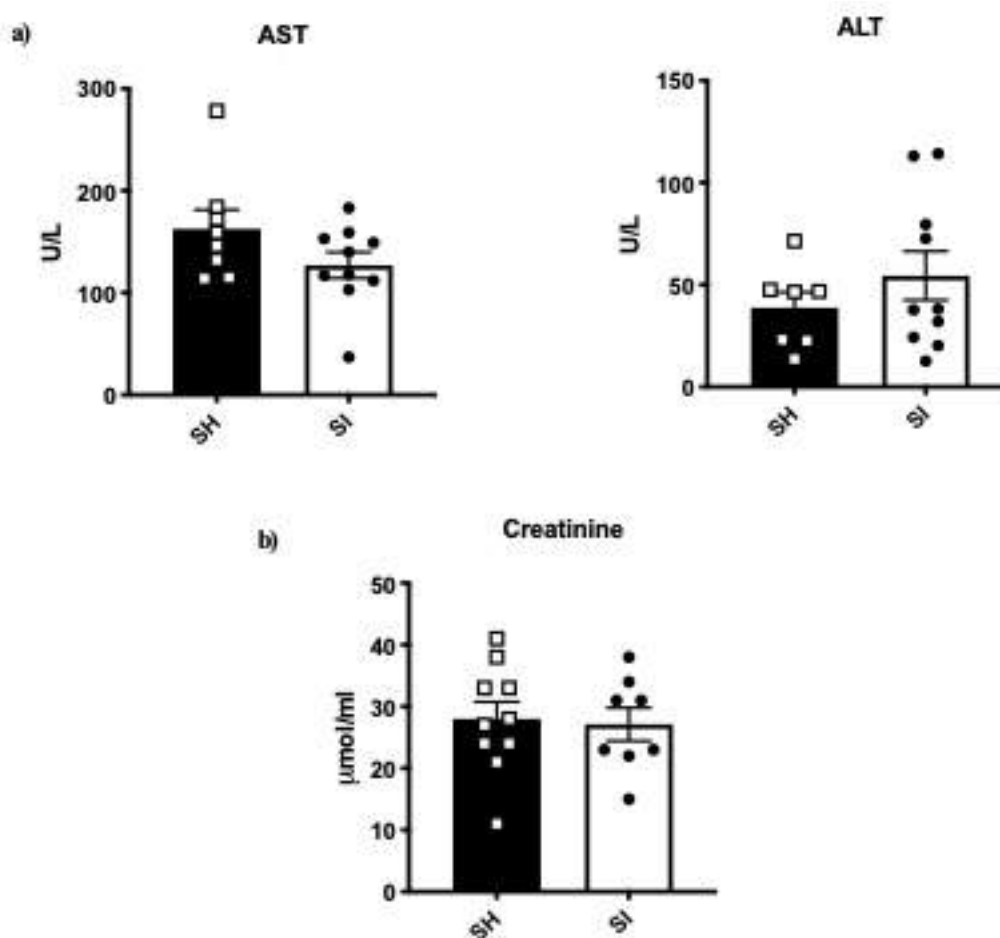 a)
AST
300
200
100
0
U/L
SH
SI
ALT
150
100
50
0
U/L
SH
SI
b)
Creatinine
50
40
30
20
10
0
μmol/ml
SH
SI